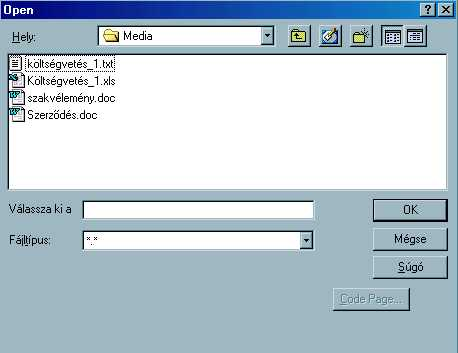 Open
Hely: Media
költségvetés_1.txt
Költségvetés_1.xls
szakvélemény.doc
Szerződés.doc
Válassza ki a
OK
Fájltípus: *.*
Mégse
Súgó
Code Page...